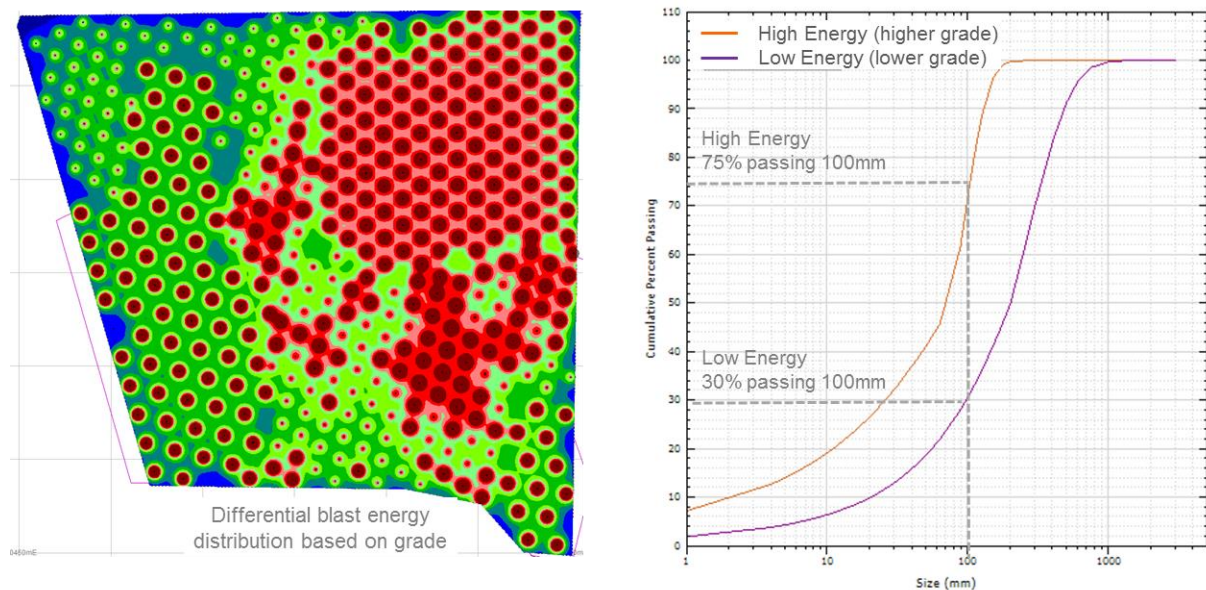 Differential blast energy
distribution based on grade
0460mE
High Energy (higher grade)
Low Energy (lower grade)
High Energy
75% passing 100mm
Low Energy
30% passing 100mm
Cumulative Percent Passing
110
100
90
80
70
60
50
40
30
20
10
0
1
10
100
1000
Size (mm)